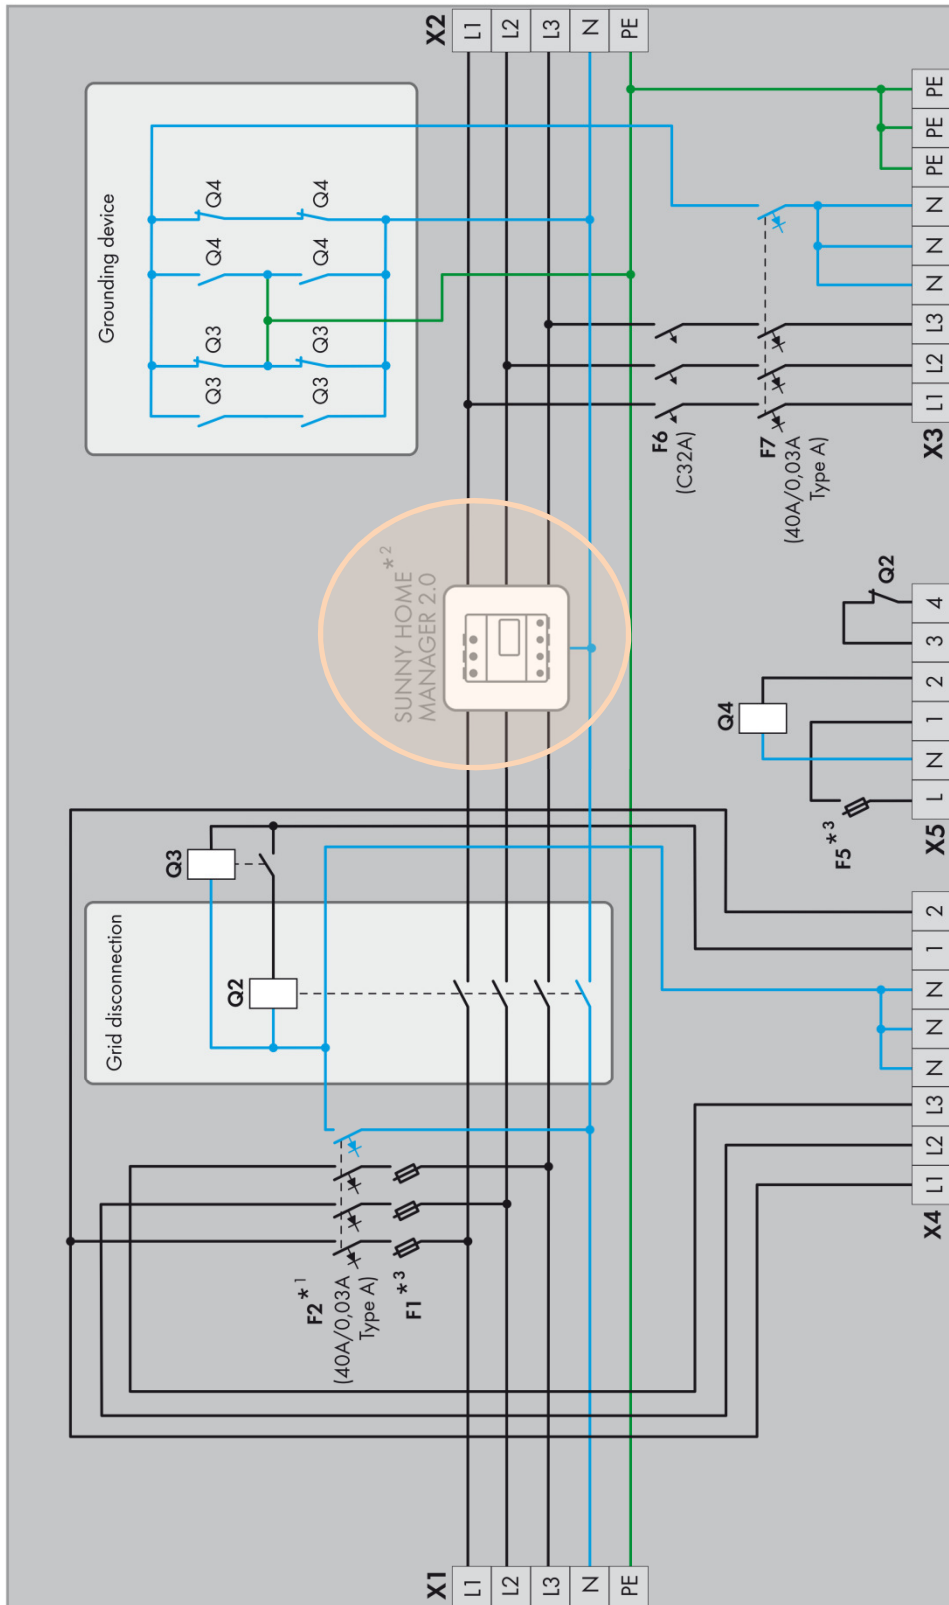 X2
L1
L2
L3
N
PE
Grounding device
Q4
Q4
Q4
Q4
Q3
Q3
Q3
Q3
F6
(C32A)
F7
(40A/0,03A
Type A)
PE
PE
PE
N
N
N
L3
L2
L1
X3
SUNNY HOME *2
MANAGER 2.0
Q2
4
3
2
1
N
L
X5
Q4
F5*3
Q3
Grid disconnection
Q2
2
1
N
N
N
L3
L2
L1
X4
F2*1
(40A/0,03A
Type A)
F1*3
X1
L1
L2
L3
N
PE